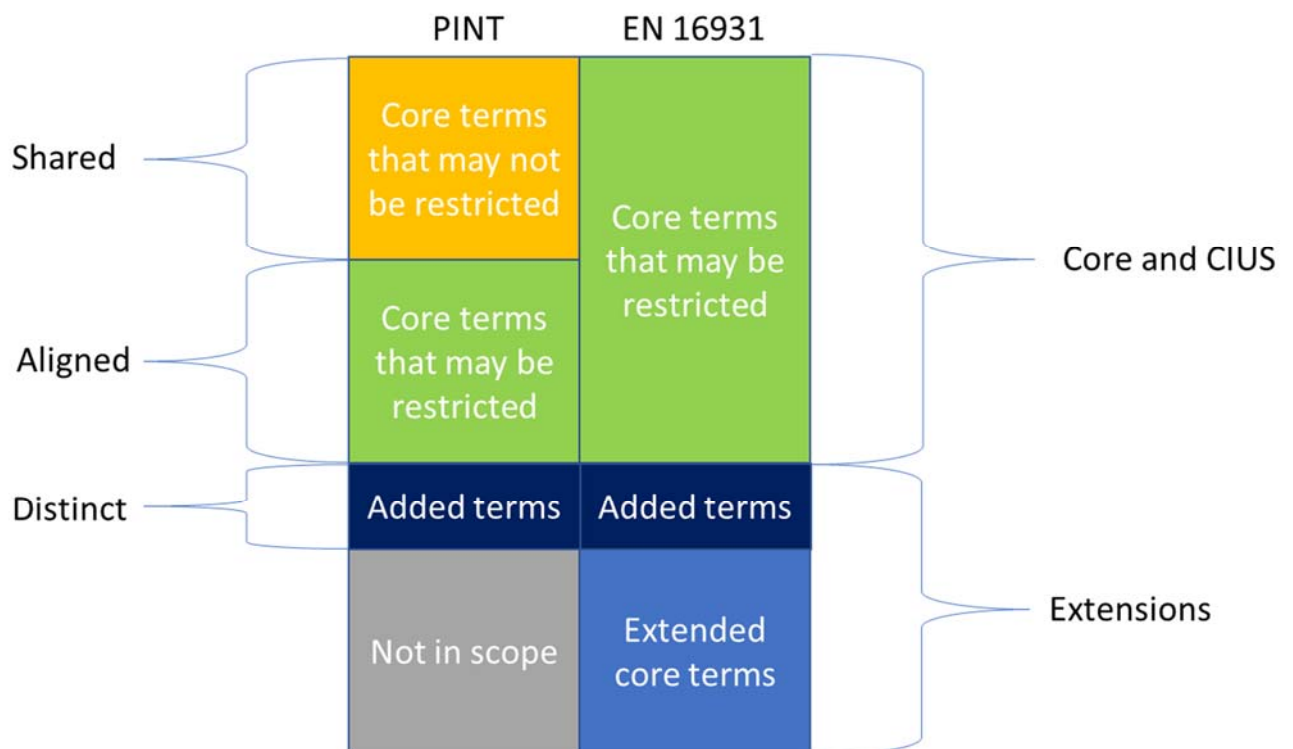 PINT EN 16931
Shared
Core terms
that may not
be restricted
Core terms
that may be
restricted
Core and CIUS
Aligned
Core terms
that may be
restricted
Distinct
Added terms
Added terms
Not in scope
Extended
core terms
Extensions